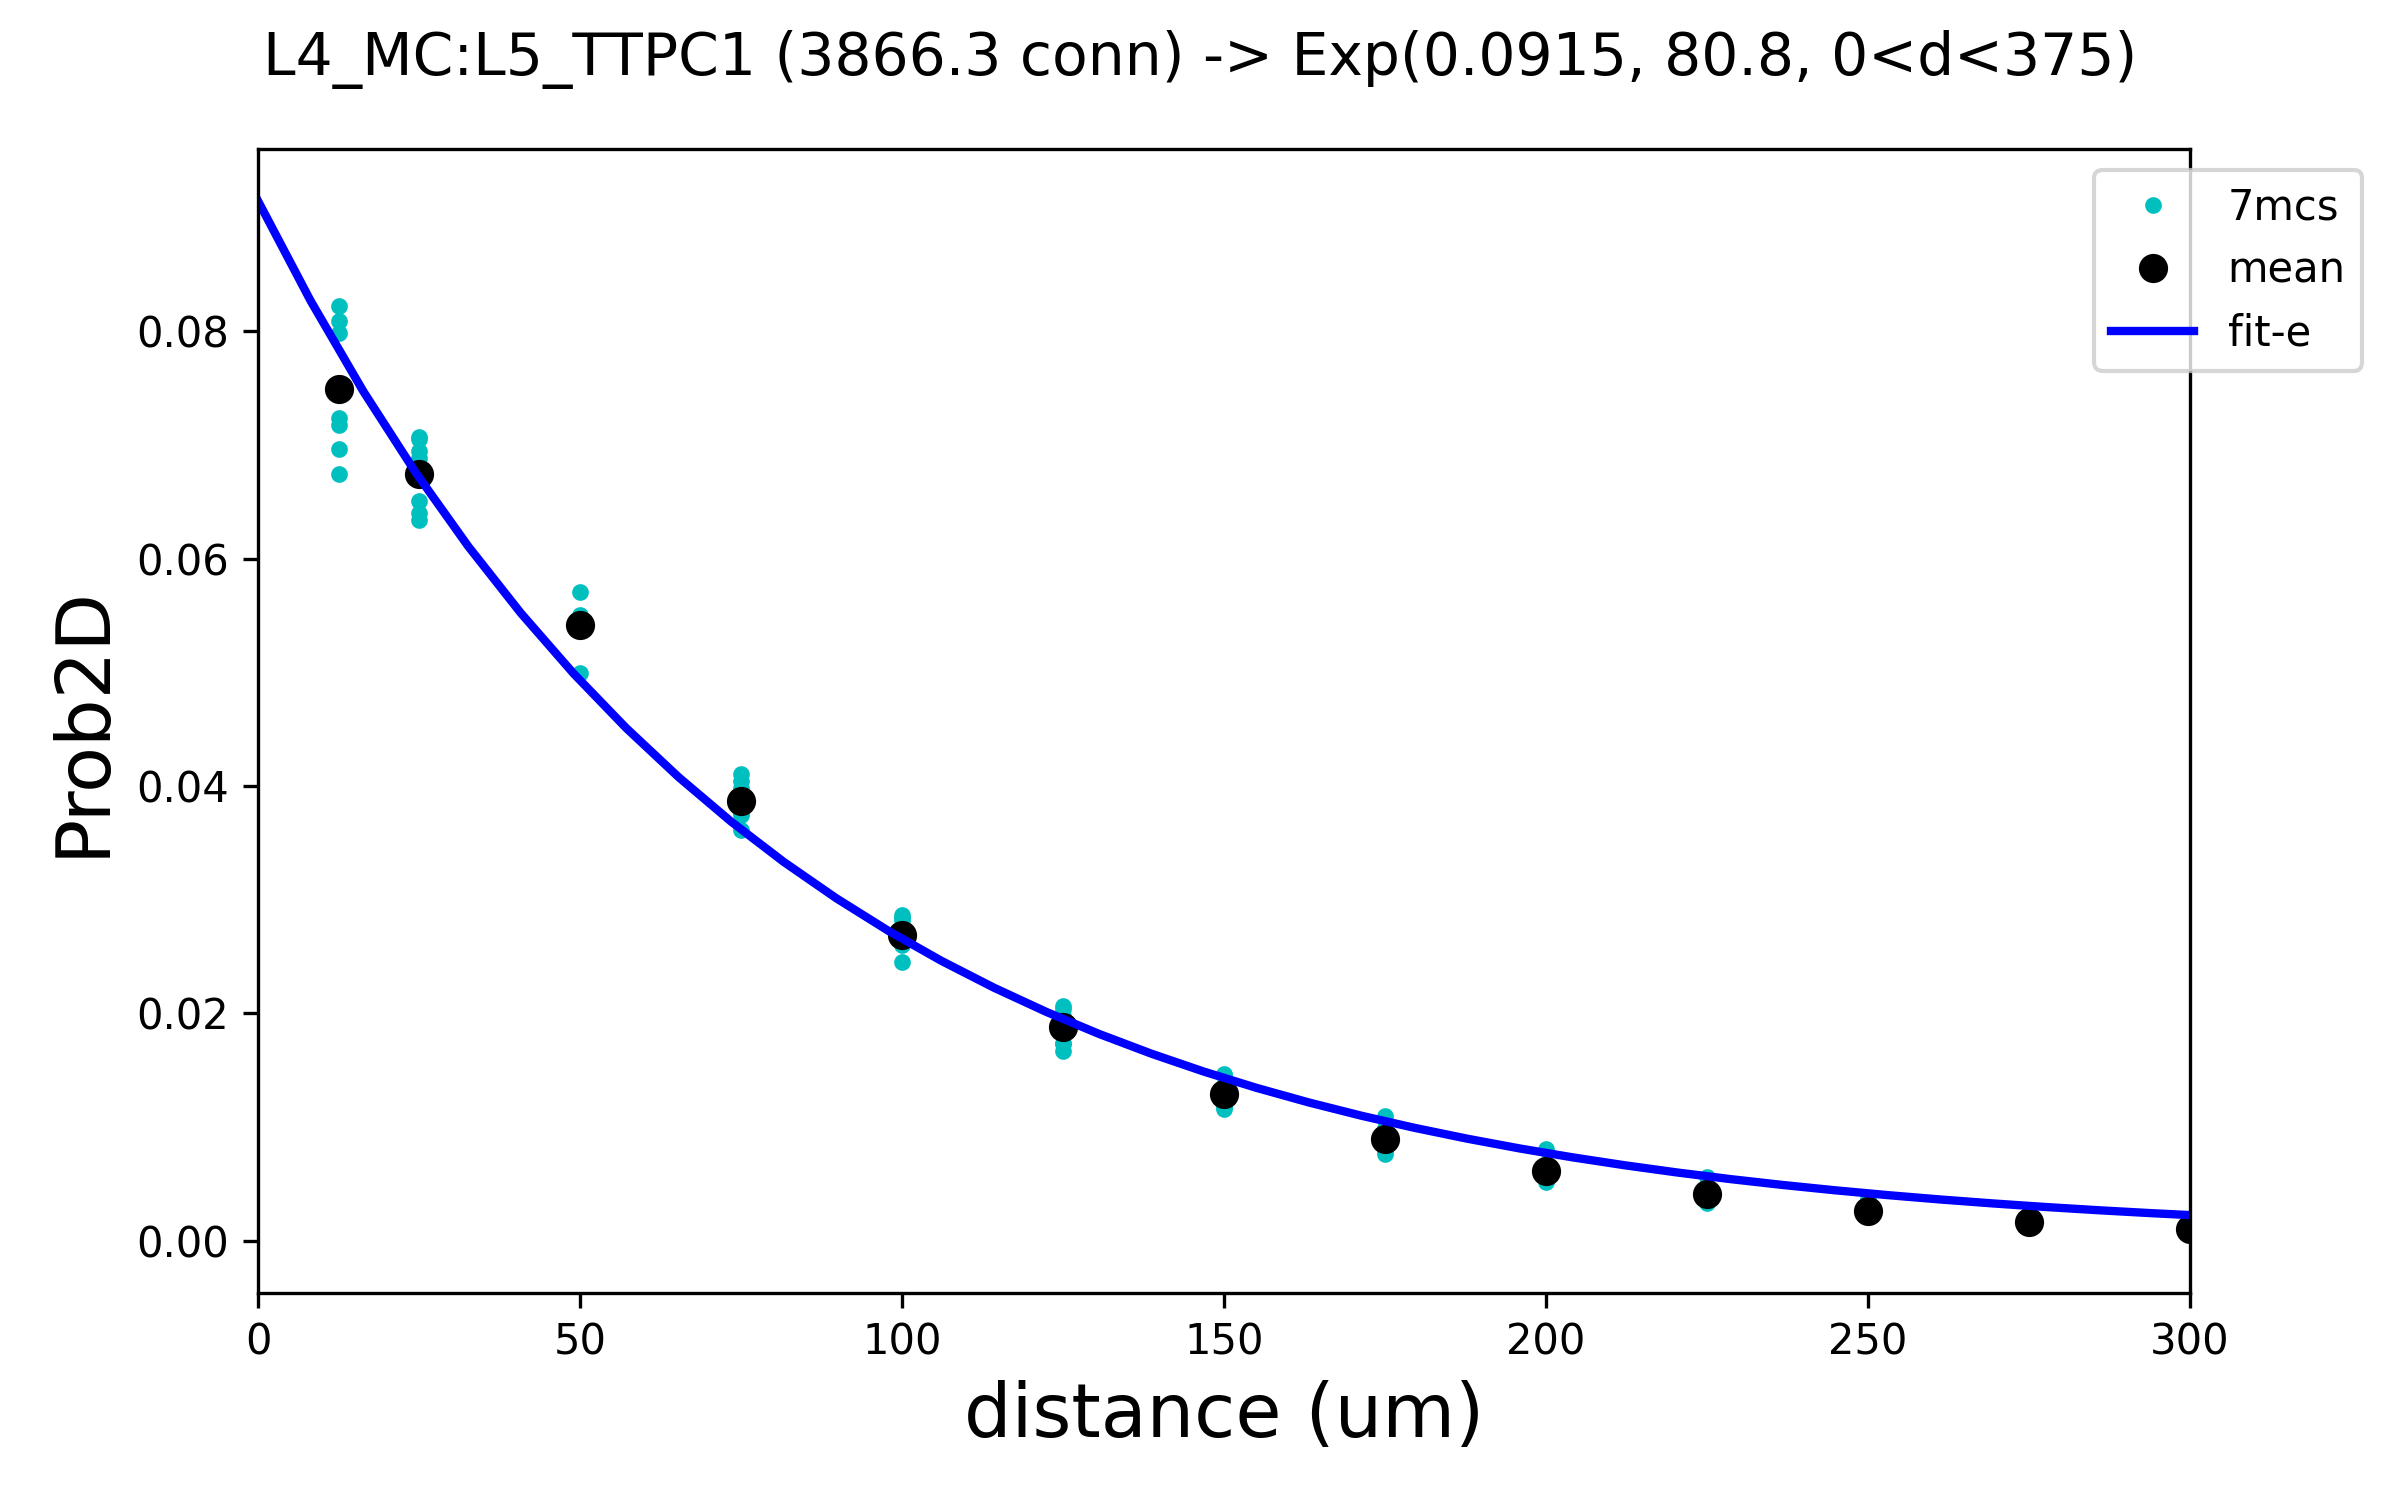 L4_MC:L5_TTPC1 (3866.3 conn) -> Exp(0.0915, 80.8, 0<d<375)
7mcs
mean
fit-e
Prob2D
0.08
0.06
0.04
0.02
0.00
0 50 100 150 200 250 300
distance (um)